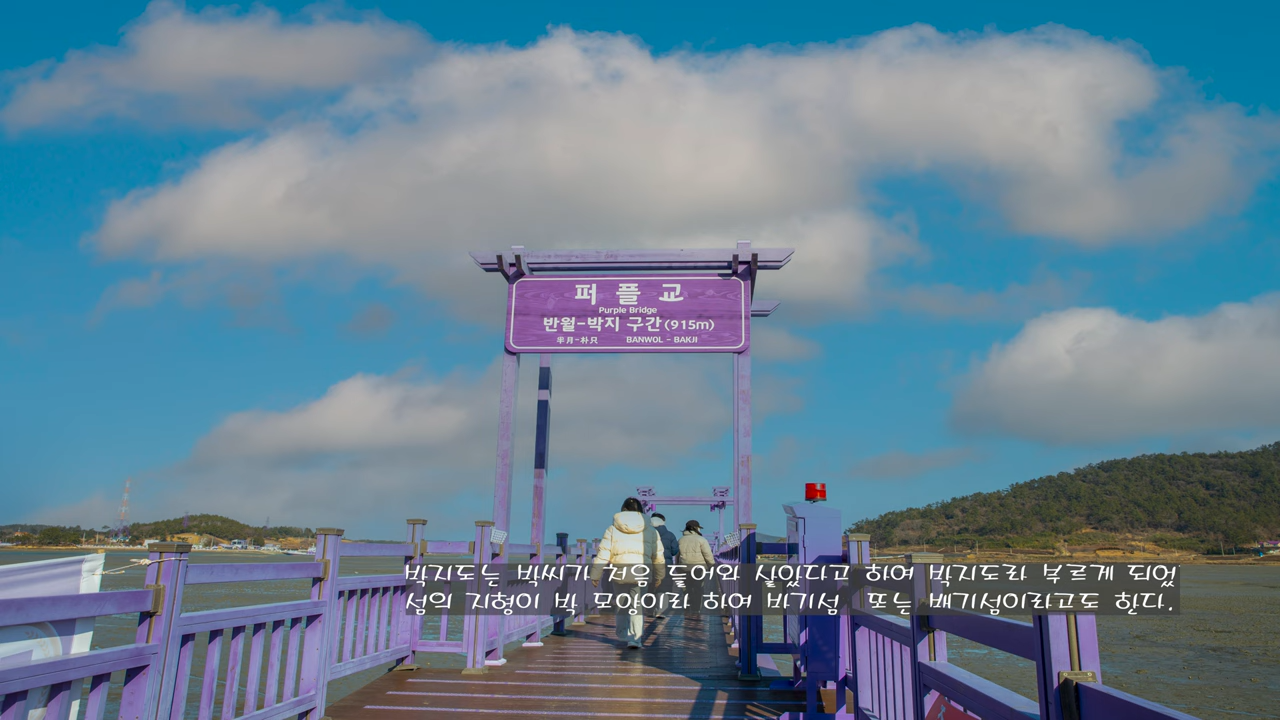 퍼플교
Purple Bridge
반월-박지 구간(915m)
半月-朴只 BANWOL - BAKJI
박지도는 박씨가 처음 들어와 살았다고 하여 박지도라 부르게 되었
섬의 지형이 박 모양이라 하여 바기섬 또는 배기섬이라고도 한다.